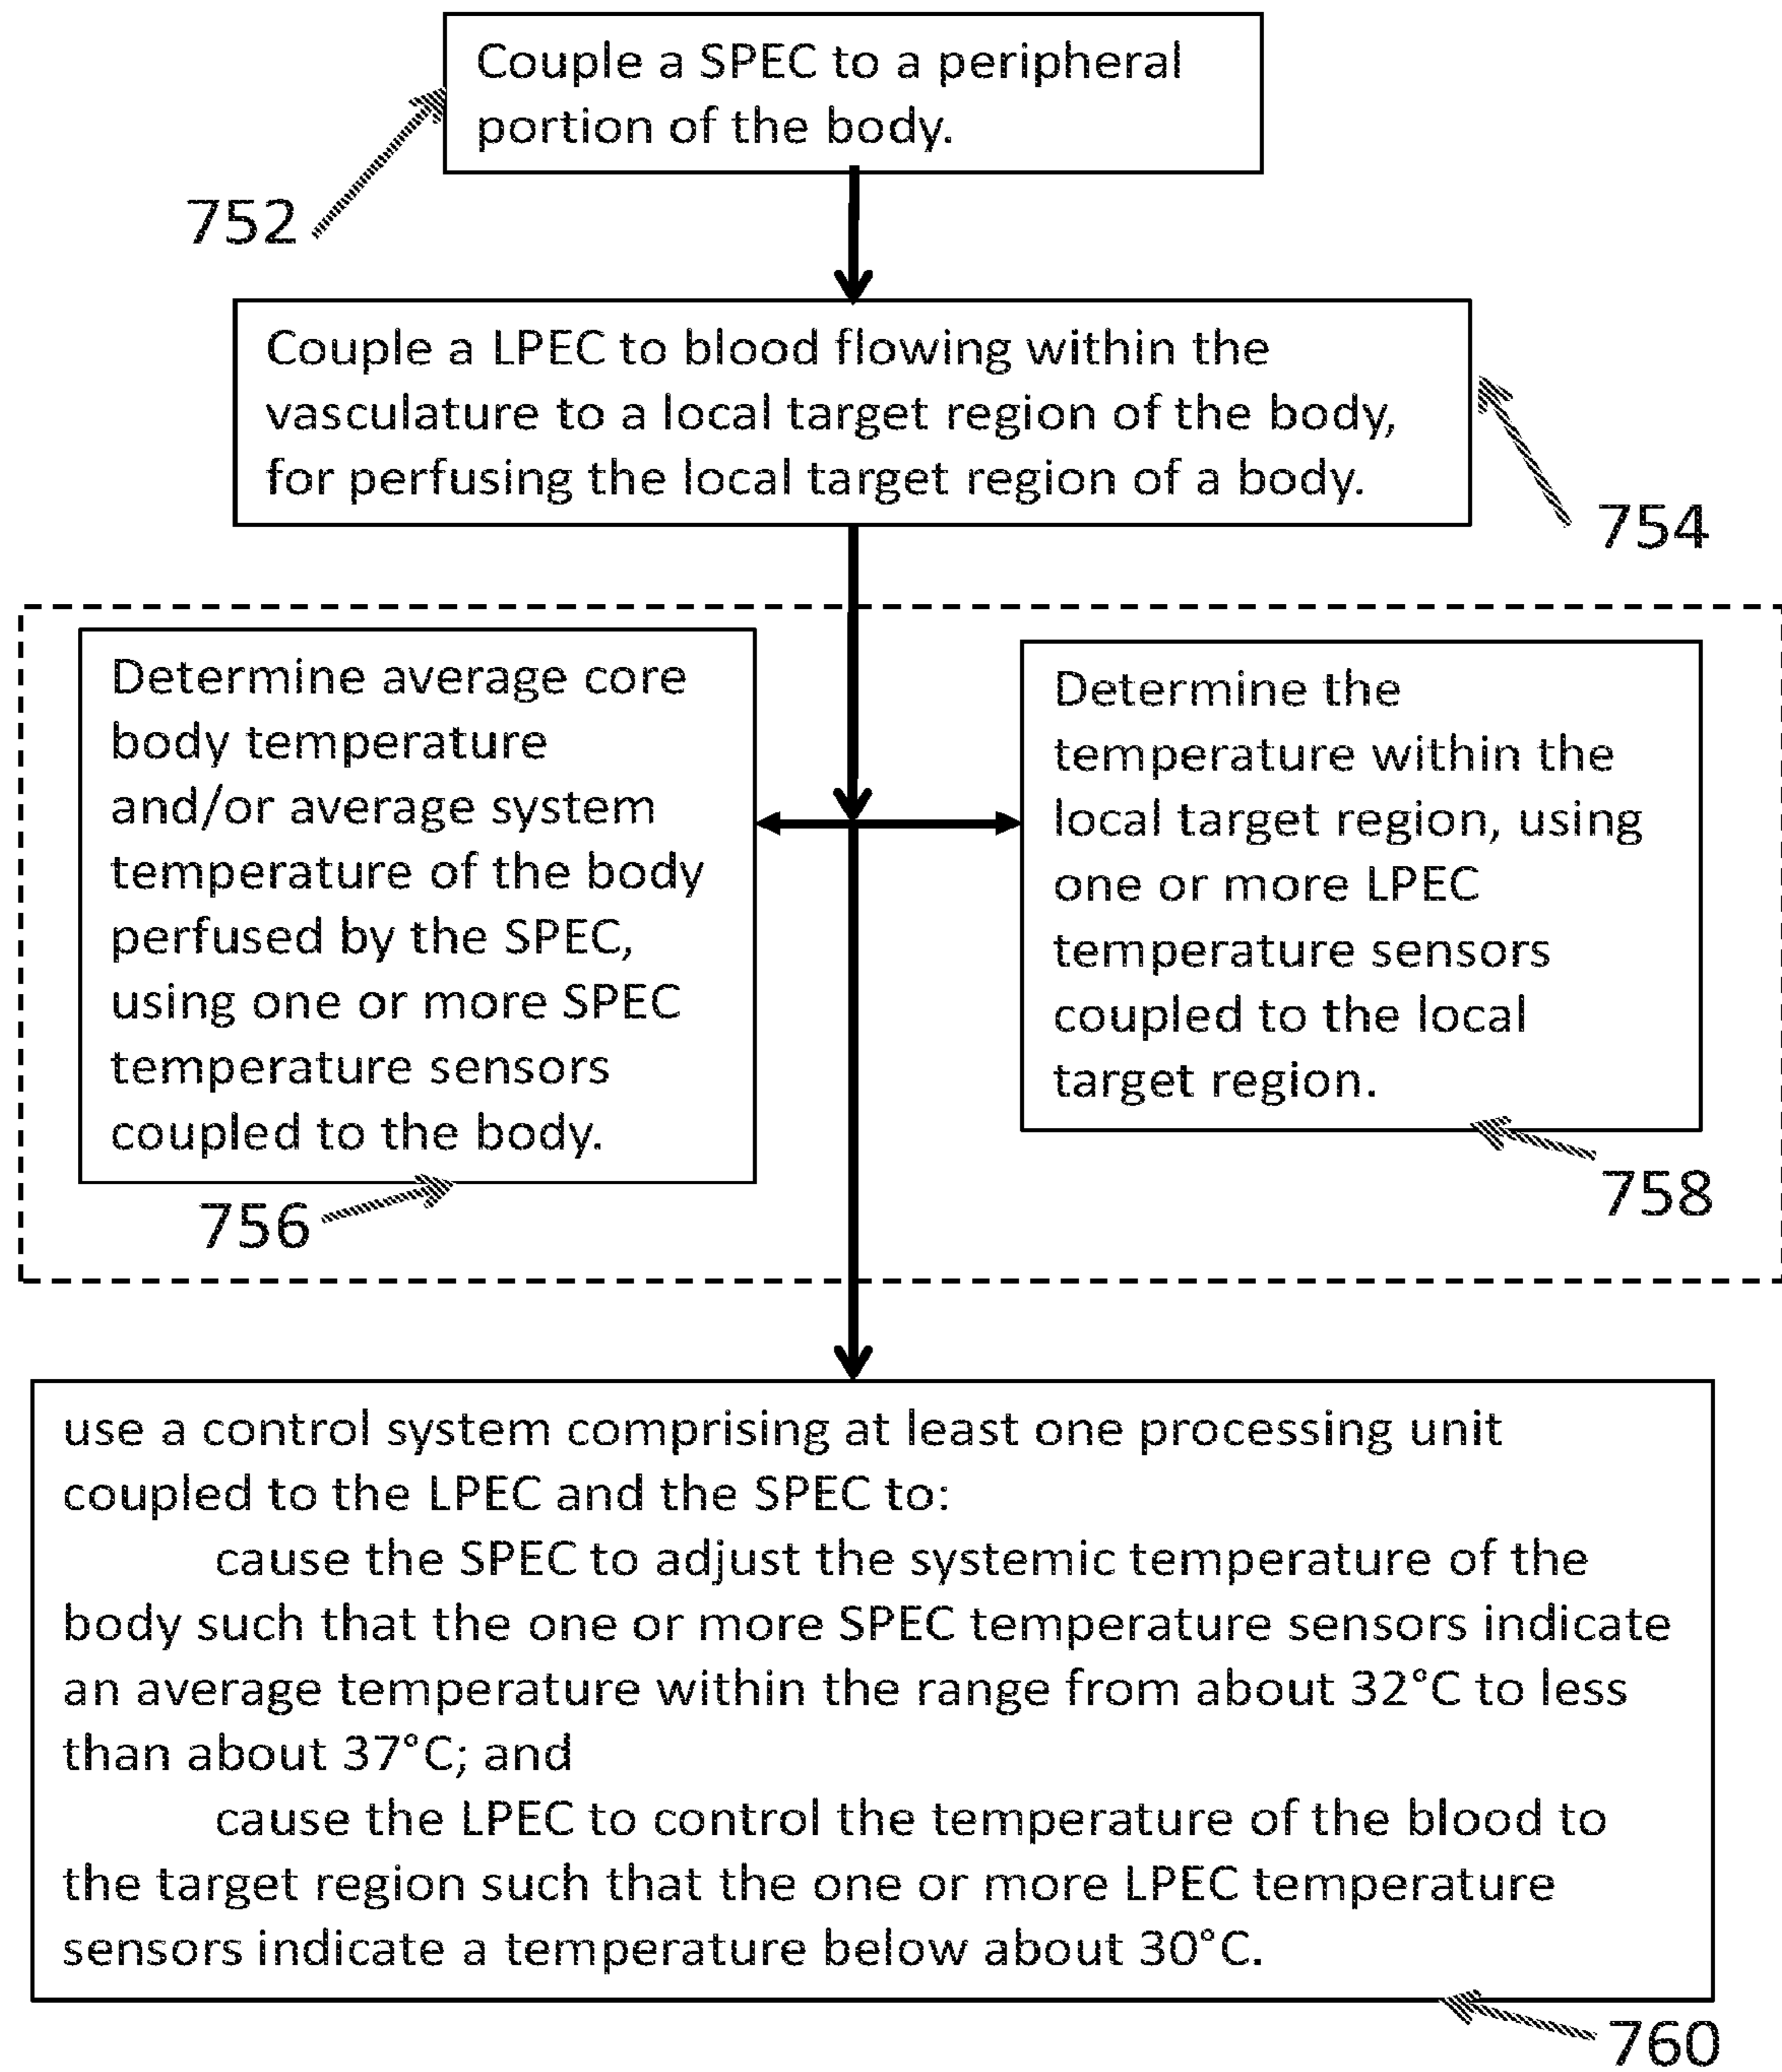 Couple a SPEC to a peripheral
portion of the body.
752
Couple a LPEC to blood flowing within the
vasculature to a local target region of the body,
for perfusing the local target region of a body.
754
Determine average core
body temperature
and/or average system
temperature of the body
perfused by the SPEC,
using one or more SPEC
temperature sensors
coupled to the body.
756
Determine the
temperature within the
local target region, using
one or more LPEC
temperature sensors
coupled to the local
target region.
758
use a control system comprising at least one processing unit
coupled to the LPEC and the SPEC to:
cause the SPEC to adjust the systemic temperature of the
body such that the one or more SPEC temperature sensors indicate
an average temperature within the range from about 32°C to less
than about 37°C; and
cause the LPEC to control the temperature of the blood to
the target region such that the one or more LPEC temperature
sensors indicate a temperature below about 30°C.
760